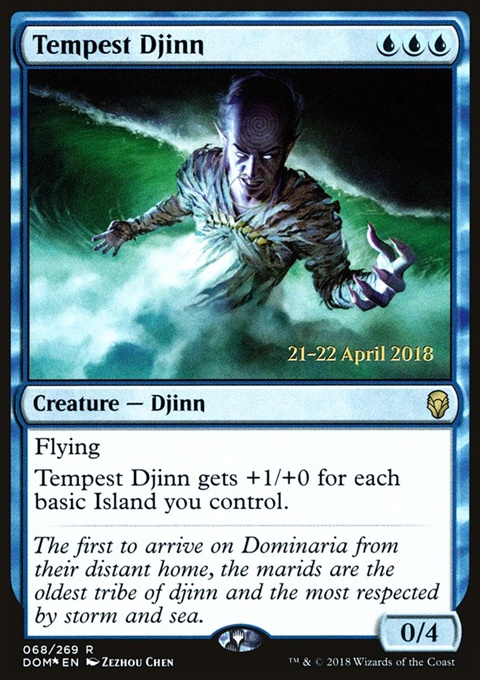 Tempest Djinn
21–22 April 2018
Creature — Djinn
Flying
Tempest Djinn gets +1/+0 for each
basic Island you control.
The first to arrive on Dominaria from
their distant home, the marids are the
oldest tribe of djinn and the most respected
by storm and sea.
0/4
068/269 R
DOM★EN Zezhou Chen
™ & © 2018 Wizards of the Coast